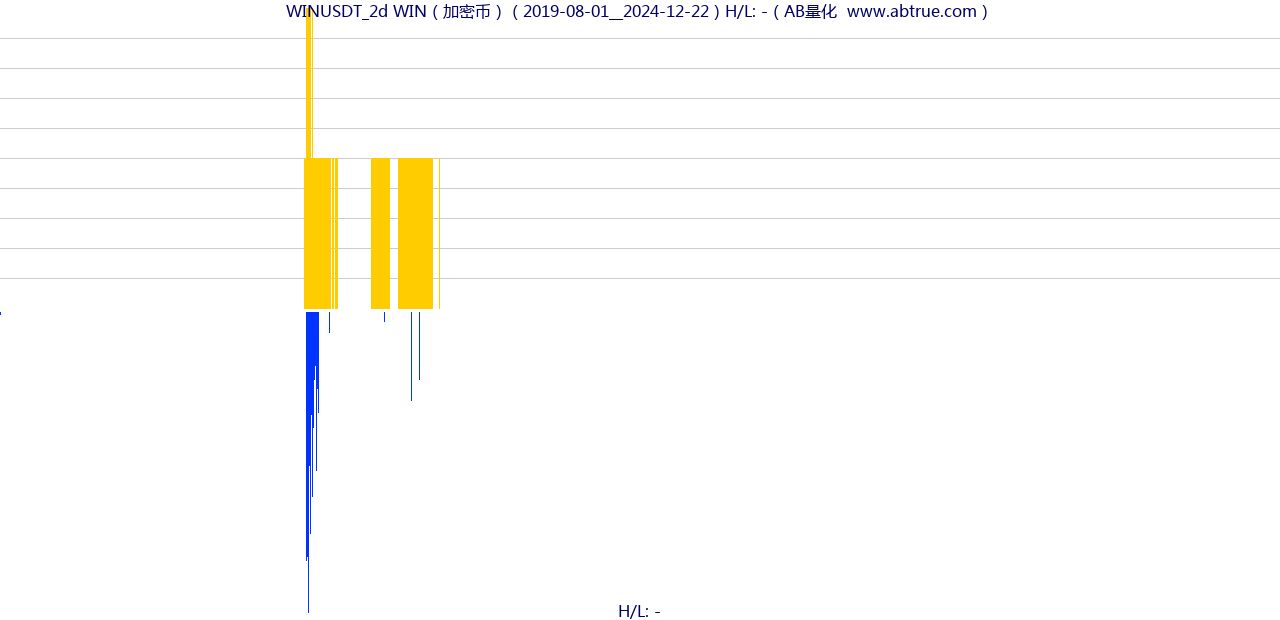 WINUSDT_2d WIN（加密币）（2019-08-01__2024-12-22）H/L: -（AB量化  www.abtrue.com）
H/L: -